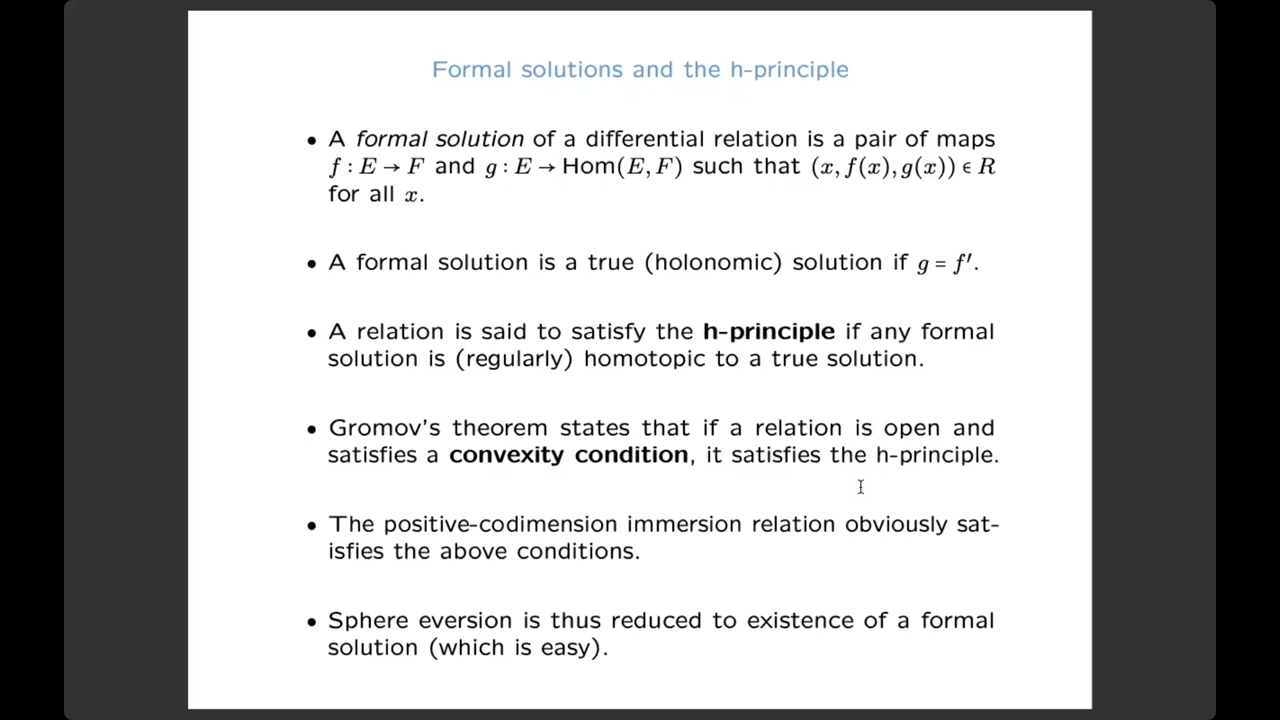 Formal solutions and the h-principle
• A formal solution of a differential relation is a pair of maps
f : E → F and g : E → Hom(E, F) such that (x, f(x), g(x)) ∈ R
for all x.
• A formal solution is a true (holonomic) solution if g = f′.
• A relation is said to satisfy the h-principle if any formal
solution is (regularly) homotopic to a true solution.
• Gromov's theorem states that if a relation is open and
satisfies a convexity condition, it satisfies the h-principle.
• The positive-codimension immersion relation obviously sat-
isfies the above conditions.
• Sphere eversion is thus reduced to existence of a formal
solution (which is easy).